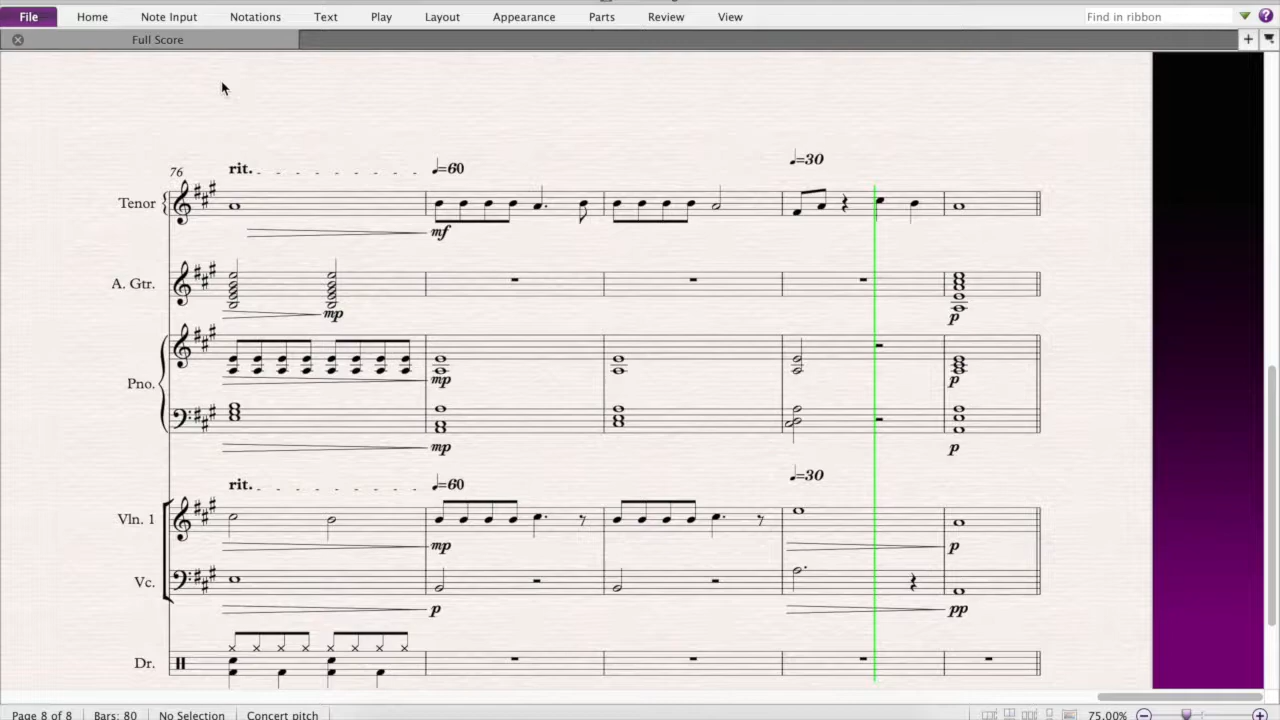 File Home Note Input Notations Text Play Layout Appearance Parts Review View Find in ribbon
Full Score
76 rit. ♩=60 ♩=30
Tenor
mf
A. Gtr.
mp p
Pno.
mp p
mp p
rit. ♩=60 ♩=30
Vln. 1
mp p
Vc.
p pp
Dr.
Page 8 of 8 Bars: 80 No Selection Concert pitch 75.00%